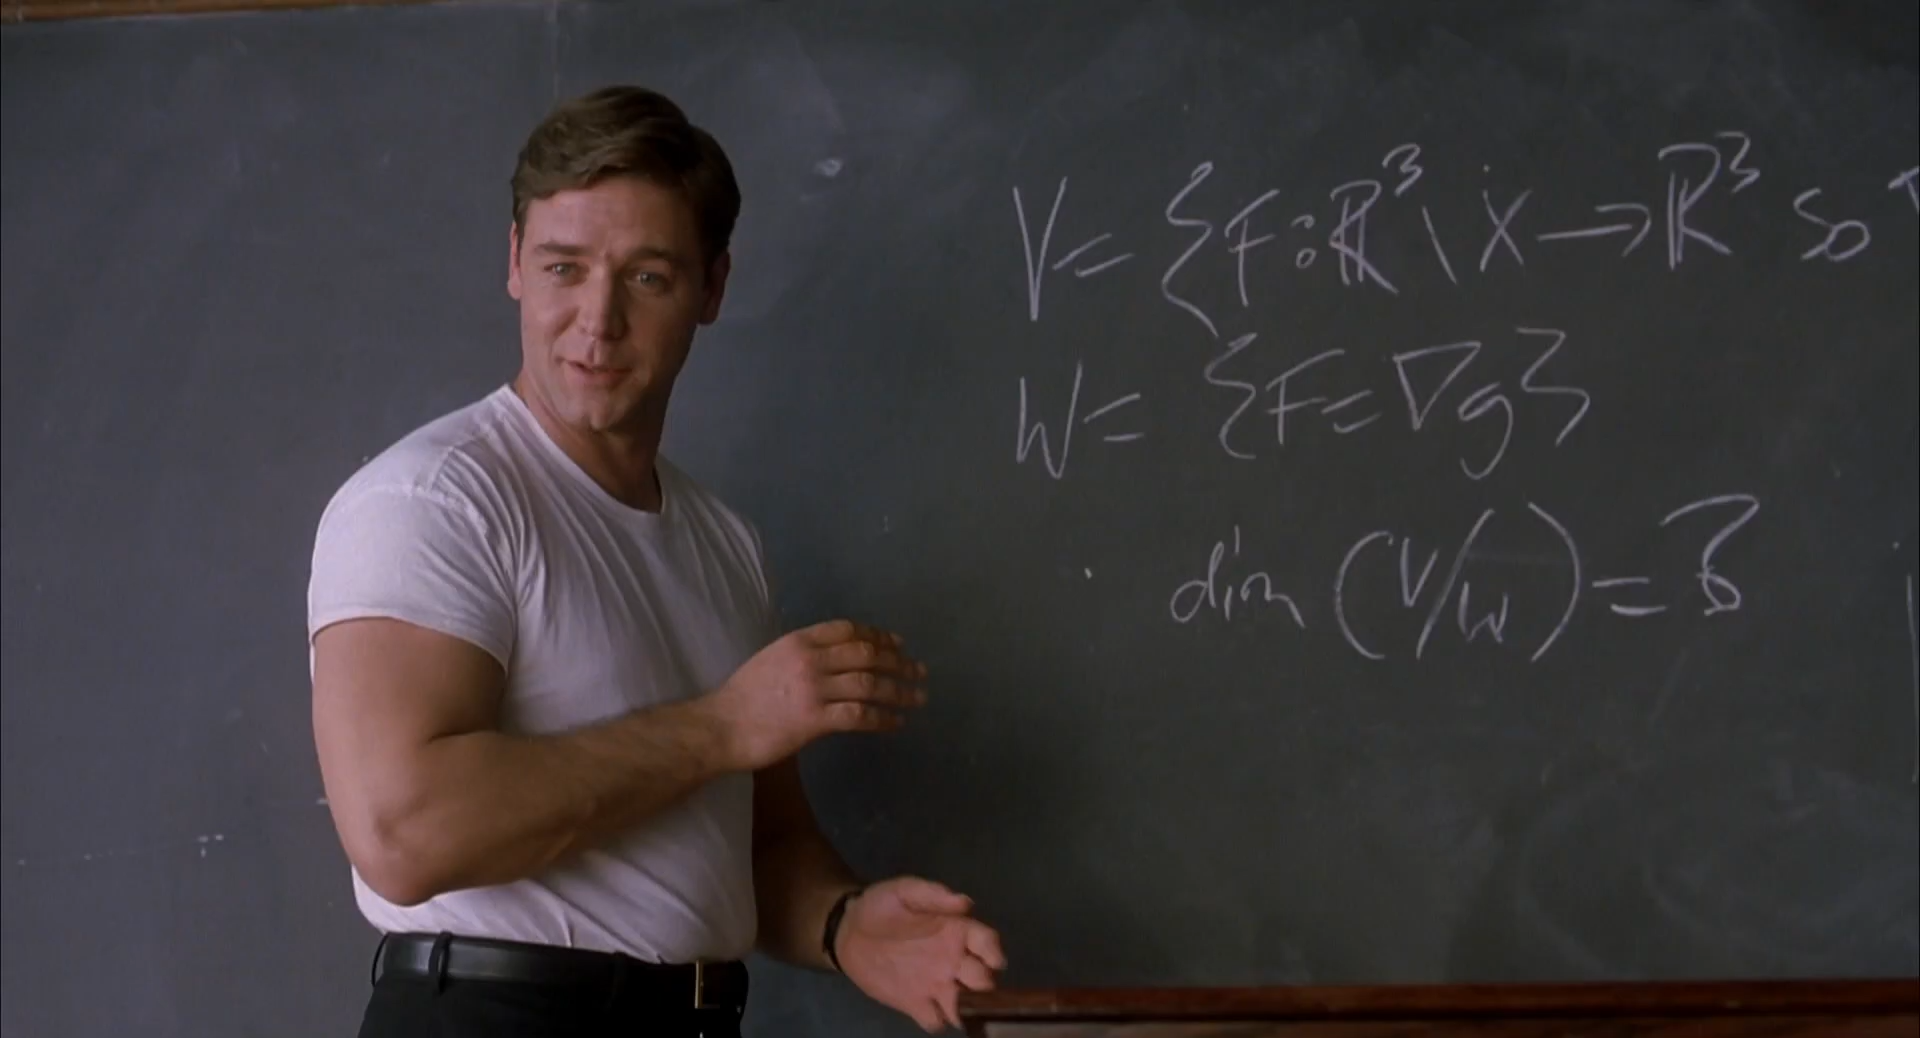 V = {F : ℝ³ \ X → ℝ³ so
W = {F = ∇g}
dim (V/W) = 8